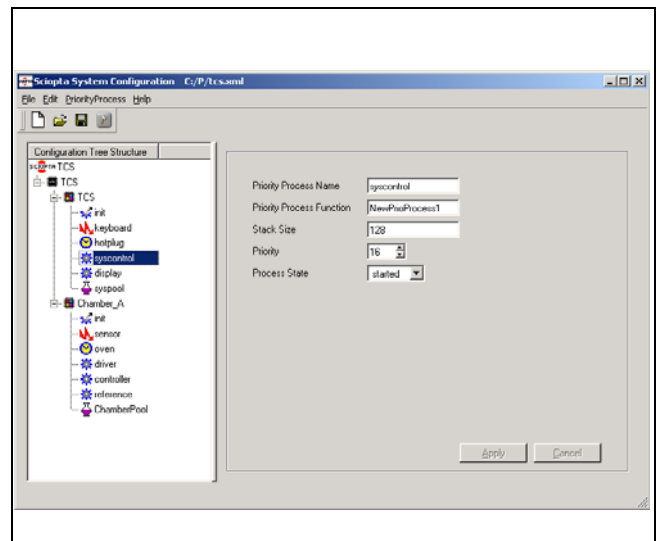 Sciopta System Configuration C:/P/tcs.xml
File Edit PriorityProcess Help
Configuration Tree Structure
SCIOPTA TCS
TCS
TCS
init
keyboard
hotplug
syscontrol
display
syspool
Chamber_A
init
sensor
oven
driver
controller
reference
ChamberPool
Priority Process Name syscontrol
Priority Process Function NewPrioProcess1
Stack Size 128
Priority 16
Process State started
Apply Cancel